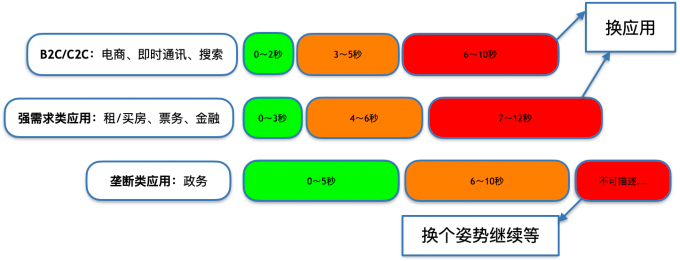 换应用
B2C/C2C：电商、即时通讯、搜索
0～2秒
3～5秒
6～10秒
强需求类应用：租/买房、票务、金融
0～3秒
4～6秒
7～12秒
垄断类应用：政务
0～5秒
6～10秒
不可描述...
换个姿势继续等